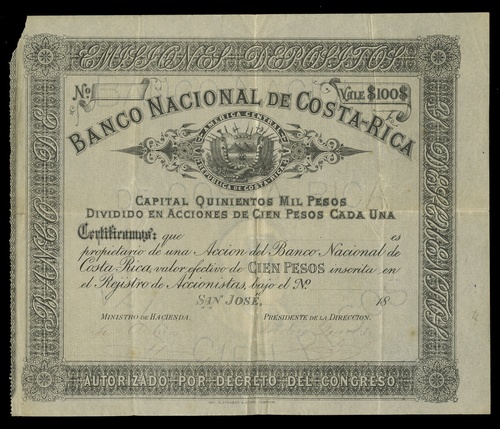 EMISIONES DEPOSITOS
No.
VALE $100$
BANCO NACIONAL DE COSTA-RICA
AMERICA CENTRAL
REPUBLICA DE COSTA-RICA
CAPITAL QUINIENTOS MIL PESOS
DIVIDIDO EN ACCIONES DE CIEN PESOS CADA UNA
Certificamos: que es
propietario de una Accion del Banco Nacional de
Costa Rica, valor efectivo de CIEN PESOS inscrita en
el Registro de Accionistas, bajo el No.
SAN JOSÉ, 18
MINISTRO DE HACIENDA. PRESIDENTE DE LA DIRECCION.
BANCO DE
AUTORIZADO POR DECRETO DEL CONGRESO